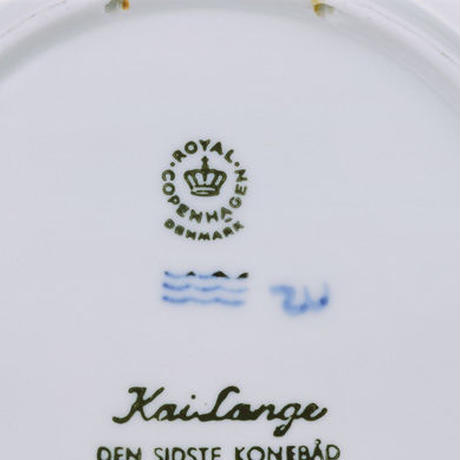 ROYAL
COPENHAGEN
DENMARK
Kai Lange
DEN SIDSTE KONEBÅD